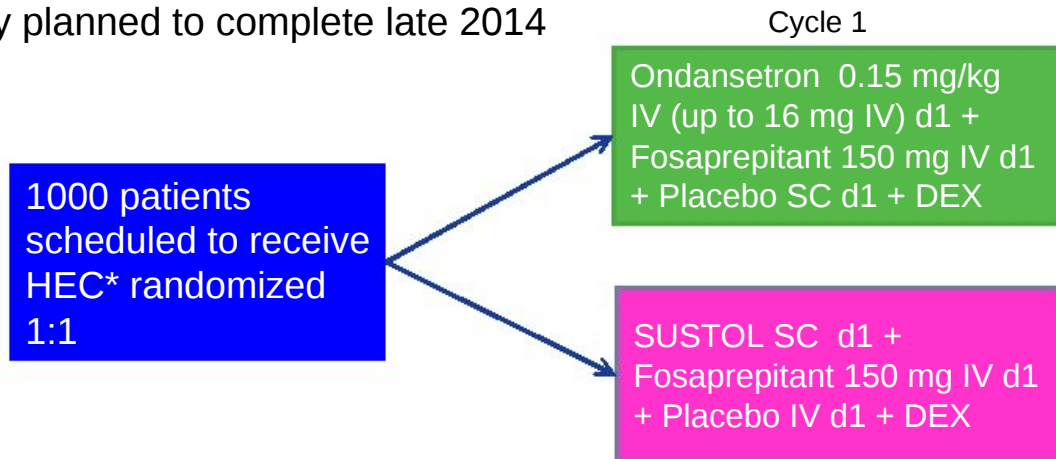 planned to complete late 2014
Cycle 1
Ondansetron 0.15 mg/kg
IV (up to 16 mg IV) d1 +
Fosaprepitant 150 mg IV d1
+ Placebo SC d1 + DEX
1000 patients
scheduled to receive
HEC* randomized
1:1
SUSTOL SC d1 +
Fosaprepitant 150 mg IV d1
+ Placebo IV d1 + DEX